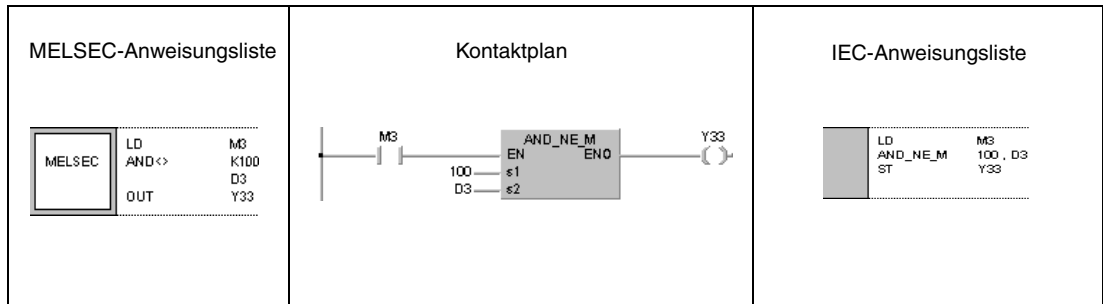 MELSEC-Anweisungsliste
MELSEC
LD M3
AND<> K100
D3
OUT Y33
Kontaktplan
M3
AND_NE_M
Y33
EN ENO
100 s1
D3 s2
IEC-Anweisungsliste
LD M3
AND_NE_M 100 , D3
ST Y33